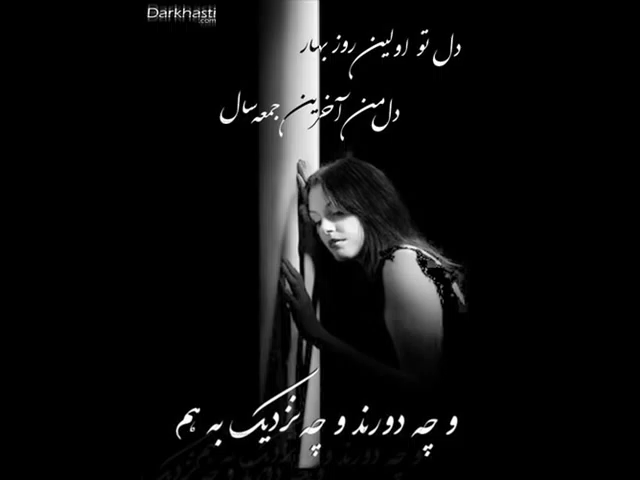 Darkhasti
.com
دل تو اولین روز بهار
دل من آخرین جمعه سال
و چه دورند و چه نزدیک به هم